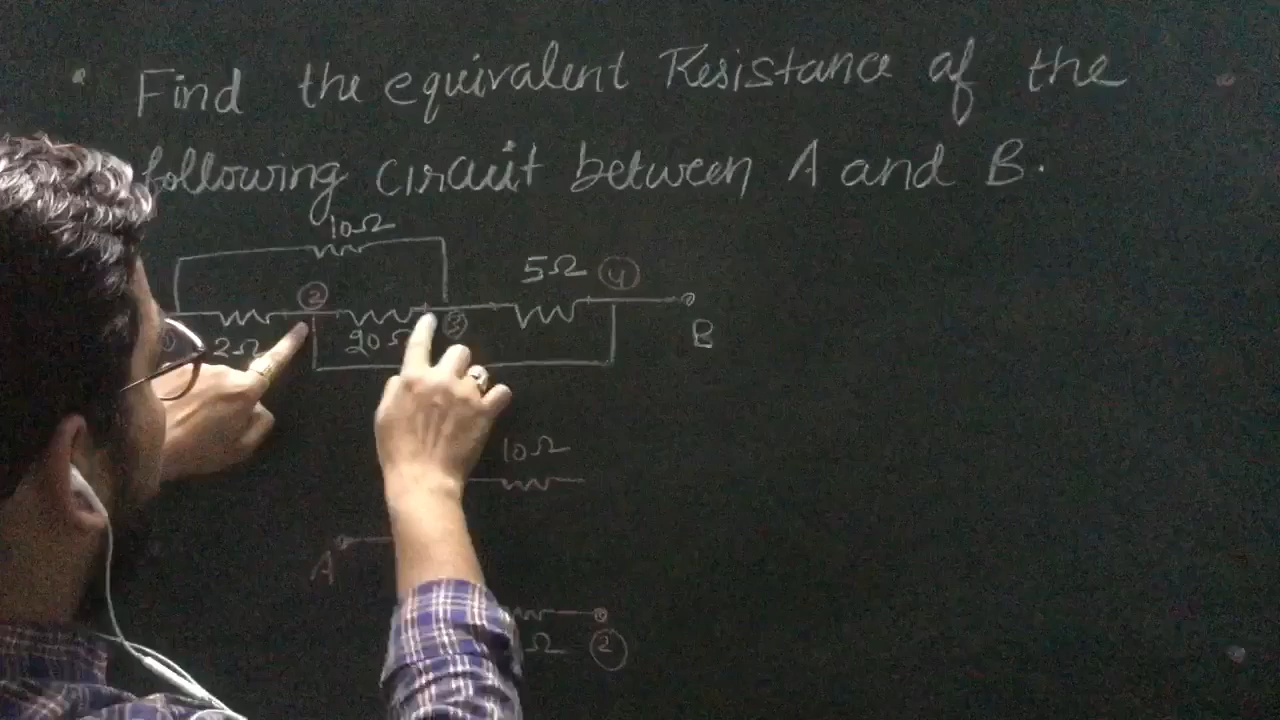 Find the equivalent Resistance of the
following circuit between A and B.
10Ω
5Ω 4
2
2Ω 20Ω 3 B
10Ω
A
Ω 2